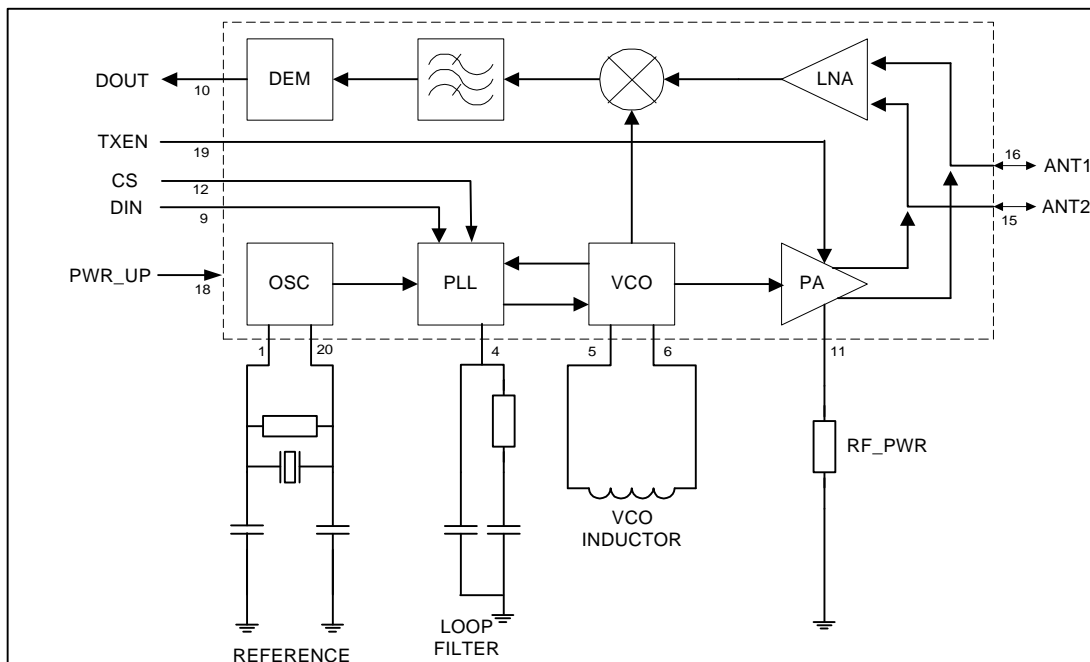 DOUT
10
DEM
LNA
TXEN
19
16
ANT1
CS
12
DIN
9
15
ANT2
PWR_UP
18
OSC
PLL
VCO
PA
1
20
4
5
6
11
RF_PWR
VCO
INDUCTOR
LOOP
FILTER
REFERENCE